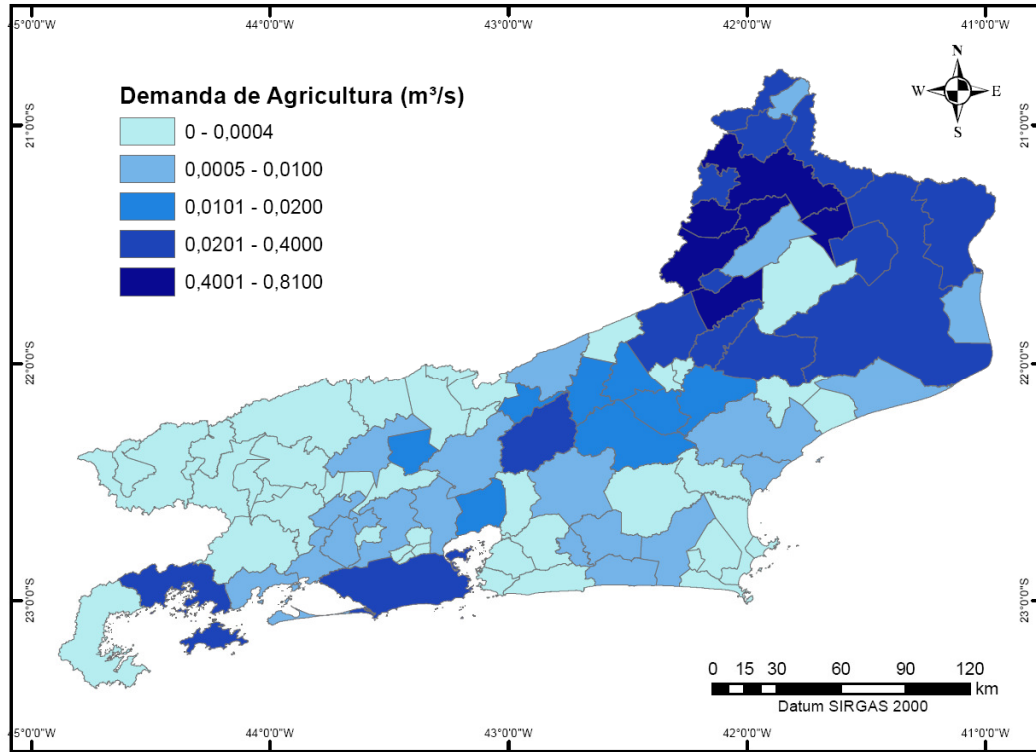 45°0'0"W 44°0'0"W 43°0'0"W 42°0'0"W 41°0'0"W
N
W E
S
Demanda de Agricultura (m³/s)
0 - 0,0004
0,0005 - 0,0100
0,0101 - 0,0200
0,0201 - 0,4000
0,4001 - 0,8100
21°0'0"S 21°0'0"S
22°0'0"S 22°0'0"S
23°0'0"S 23°0'0"S
0 15 30 60 90 120
km
Datum SIRGAS 2000
45°0'0"W 44°0'0"W 43°0'0"W 42°0'0"W 41°0'0"W